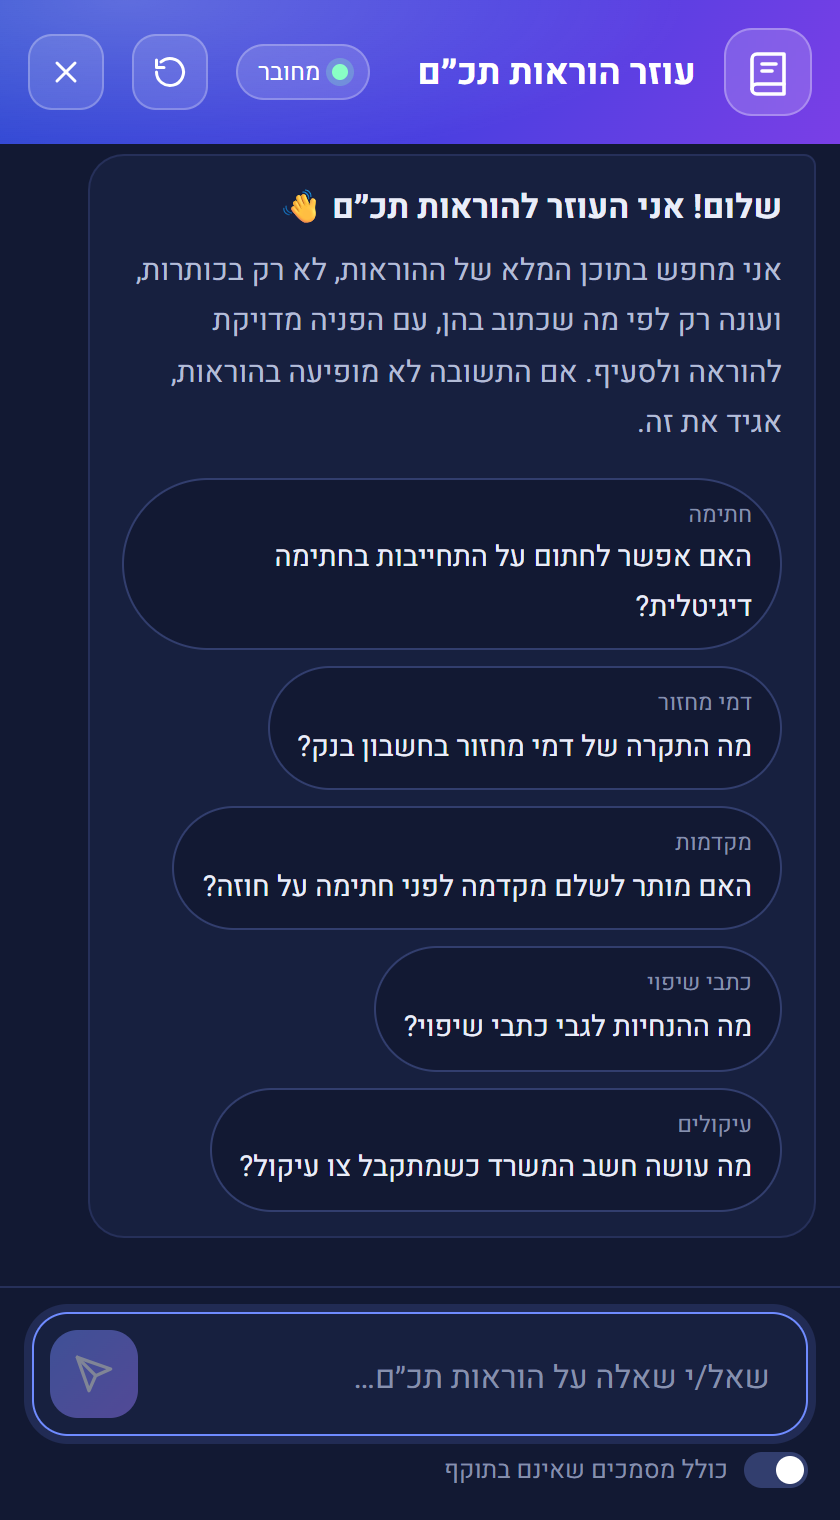 עוזר הוראות תכ״ם
מחובר
שלום! אני העוזר להוראות תכ״ם 👋
אני מחפש בתוכן המלא של ההוראות, לא רק בכותרות,
ועונה רק לפי מה שכתוב בהן, עם הפניה מדויקת
להוראה ולסעיף. אם התשובה לא מופיעה בהוראות,
אגיד את זה.
חתימה
האם אפשר לחתום על התחייבות בחתימה
דיגיטלית?
דמי מחזור
מה התקרה של דמי מחזור בחשבון בנק?
מקדמות
האם מותר לשלם מקדמה לפני חתימה על חוזה?
כתבי שיפוי
מה ההנחיות לגבי כתבי שיפוי?
עיקולים
מה עושה חשב המשרד כשמתקבל צו עיקול?
שאל/י שאלה על הוראות תכ״ם...
כולל מסמכים שאינם בתוקף